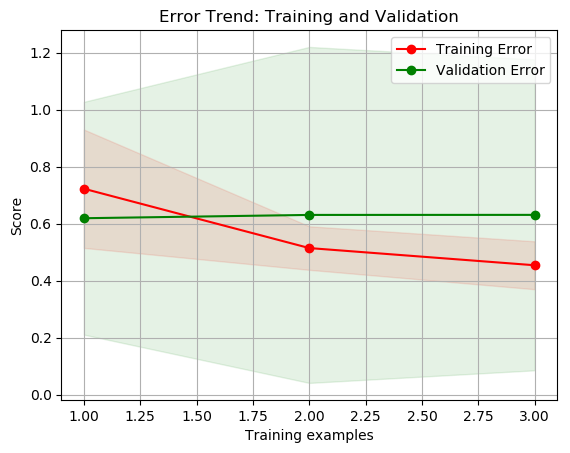 Error Trend: Training and Validation
Training Error
Validation Error
Score
1.2
1.0
0.8
0.6
0.4
0.2
0.0
1.00 1.25 1.50 1.75 2.00 2.25 2.50 2.75 3.00
Training examples